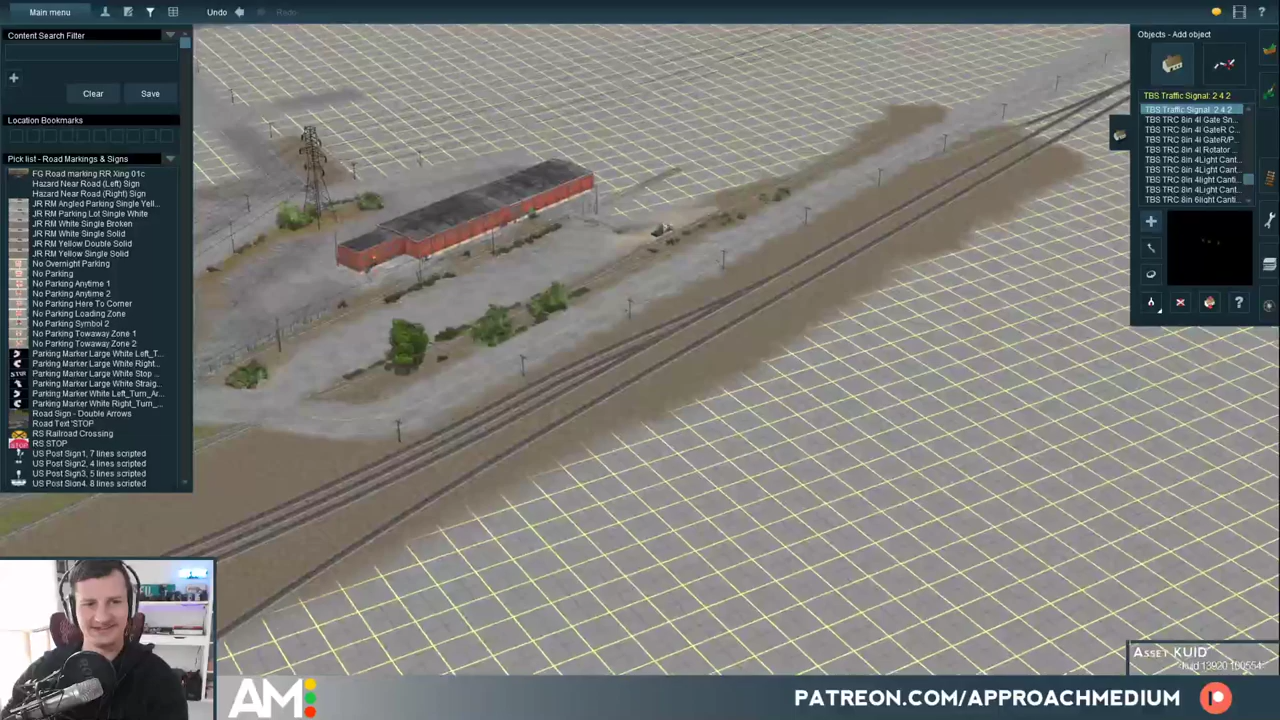 Main menu
Undo
Redo
Content Search Filter
Clear
Save
Location Bookmarks
Pick list - Road Markings & Signs
FG Road marking RR Xing 01c
Hazard Near Road (Left) Sign
Hazard Near Road (Right) Sign
JR RM Angled Parking Single Yell...
JR RM Parking Lot Single White
JR RM White Single Broken
JR RM White Single Solid
JR RM Yellow Double Solid
JR RM Yellow Single Solid
No Overnight Parking
No Parking
No Parking Anytime 1
No Parking Anytime 2
No Parking Here To Corner
No Parking Loading Zone
No Parking Symbol 2
No Parking Towaway Zone 1
No Parking Towaway Zone 2
Parking Marker Large White Left_T...
Parking Marker Large White Right...
Parking Marker Large White Stop ...
Parking Marker Large White Straig...
Parking Marker White Left_Turn_Ar...
Parking Marker White Right_Turn_...
Road Sign - Double Arrows
Road Text 'STOP'
RS Railroad Crossing
RS STOP
US Post Sign1, 7 lines scripted
US Post Sign2, 4 lines scripted
US Post Sign3, 5 lines scripted
US Post Sign4, 8 lines scripted
Objects - Add object
TBS Traffic Signal: 2 4 2
TBS Traffic Signal: 2 4 2
TBS TRC 8in 4l Gate Sn...
TBS TRC 8in 4l GateR C...
TBS TRC 8in 4l GateR/P...
TBS TRC 8in 4l Rotator ...
TBS TRC 8in 4Light Cant...
TBS TRC 8in 4Light Cant...
TBS TRC 8in 4light Canti...
TBS TRC 8in 4Light Cant...
TBS TRC 8in 6light Canti...
ASSET KUID
kuid 13920 100554
AM
PATREON.COM/APPROACHMEDIUM